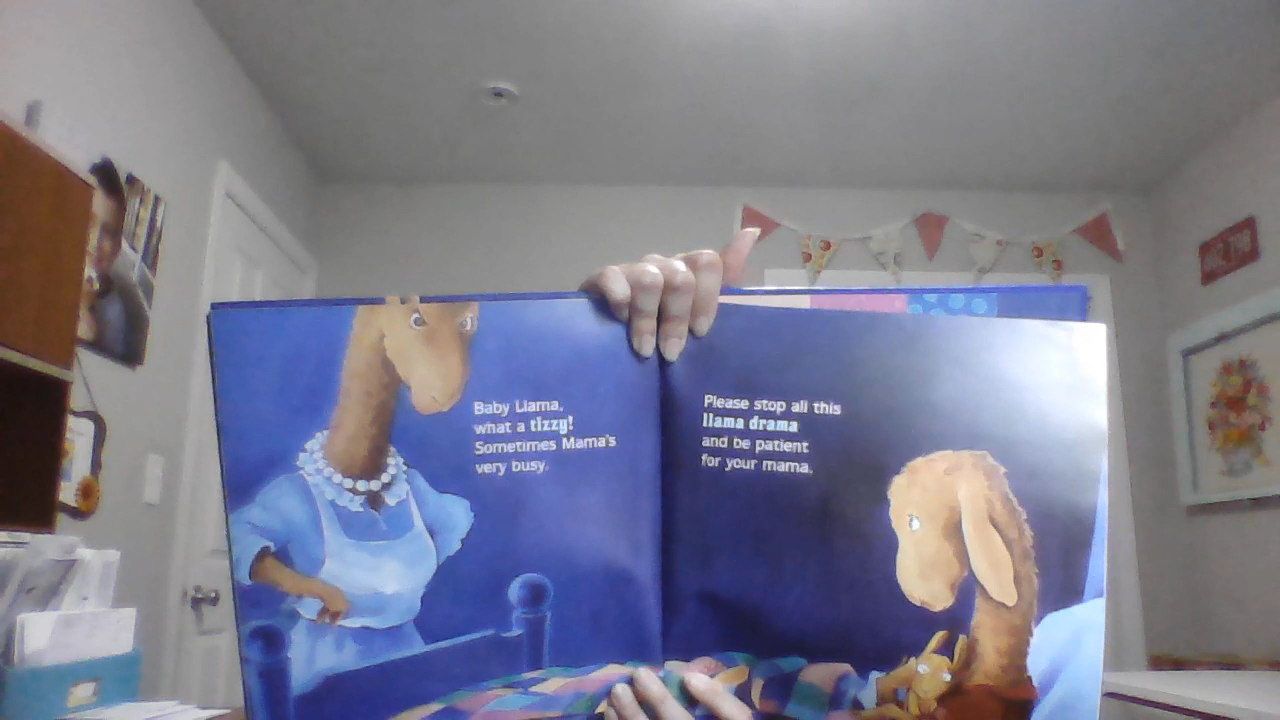 Baby Llama,
what a tizzy!
Sometimes Mama's
very busy.
Please stop all this
llama drama
and be patient
for your mama.